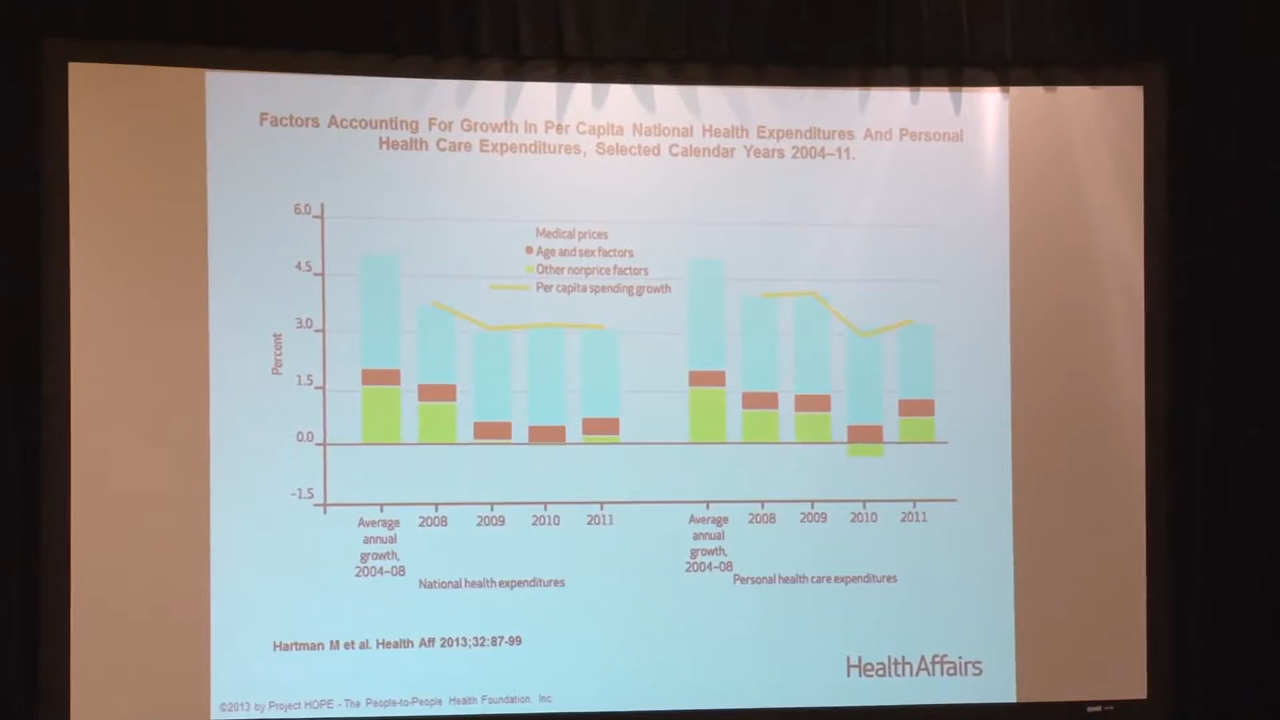 Factors Accounting For Growth In Per Capita National Health Expenditures And Personal
Health Care Expenditures, Selected Calendar Years 2004–11.
6.0
4.5
3.0
1.5
0.0
-1.5
Percent
Medical prices
Age and sex factors
Other nonprice factors
Per capita spending growth
Average
annual
growth,
2004–08
2008
2009
2010
2011
National health expenditures
Average
annual
growth,
2004–08
2008
2009
2010
2011
Personal health care expenditures
Hartman M et al. Health Aff 2013;32:87-99
HealthAffairs
©2013 by Project HOPE - The People-to-People Health Foundation, Inc.